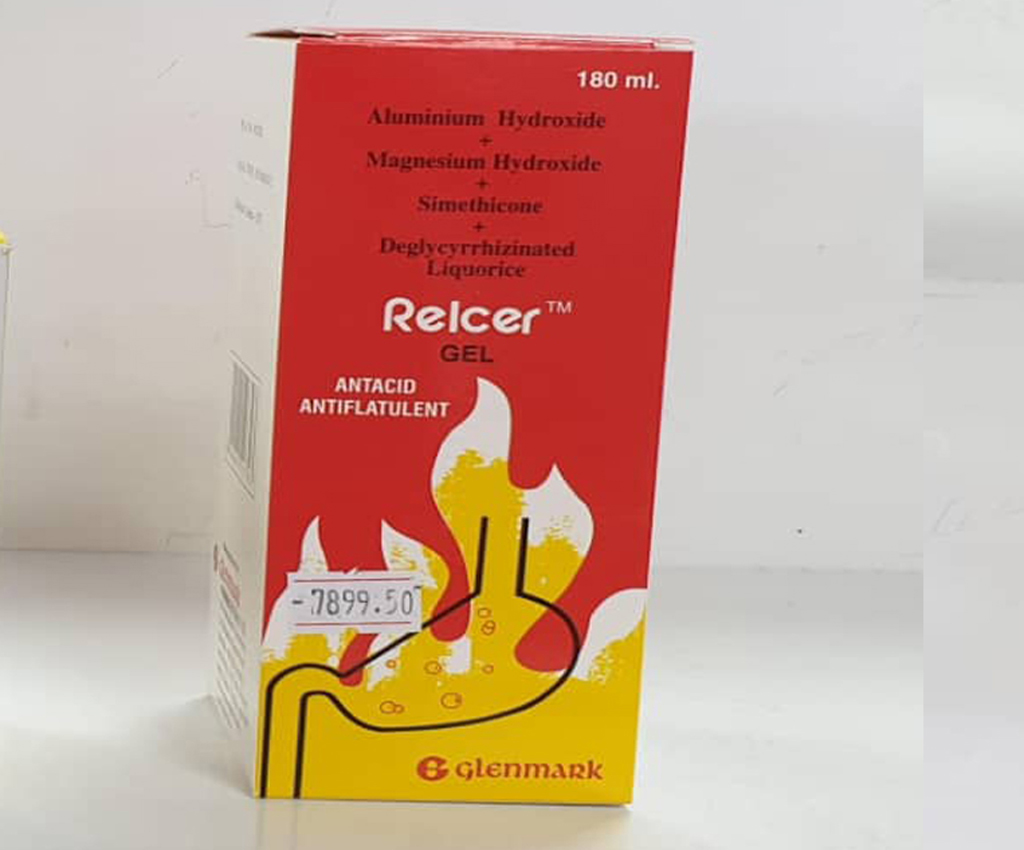 180 ml.
Aluminium Hydroxide
+
Magnesium Hydroxide
+
Simethicone
+
Deglycyrrhizinated
Liquorice
Relcer™
GEL
ANTACID
ANTIFLATULENT
-7899.50
GLENMARK